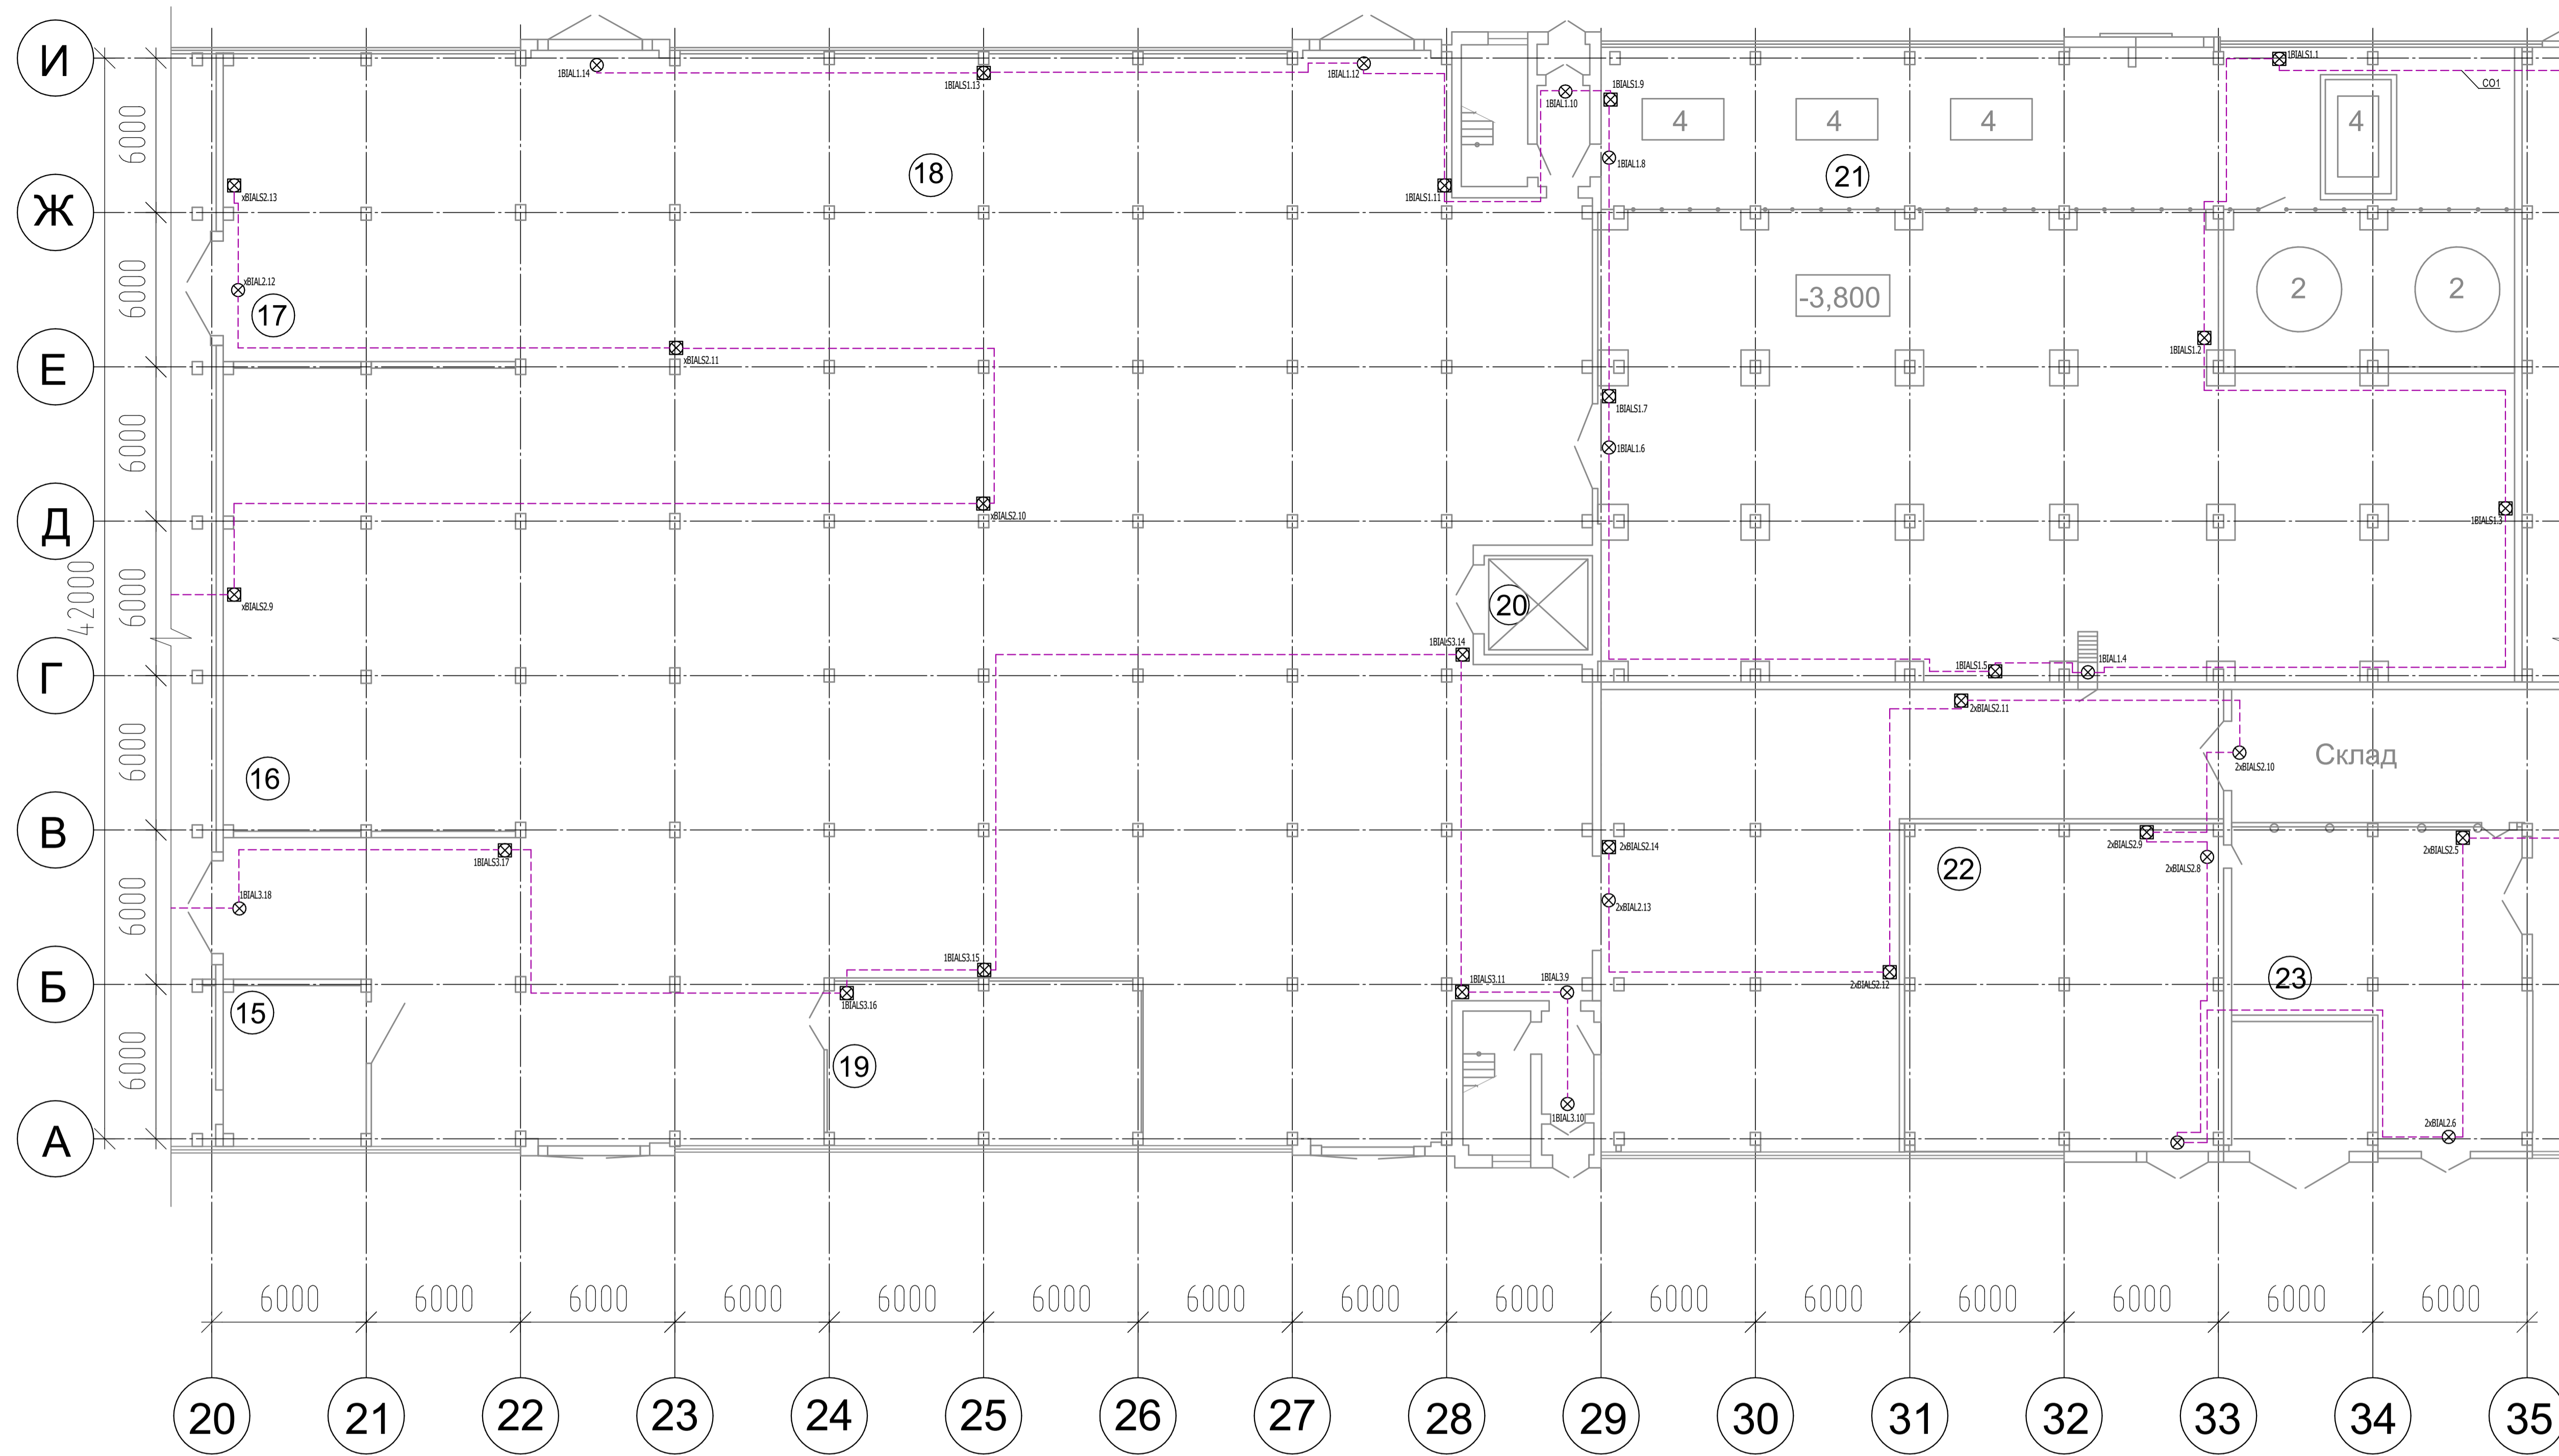 И
1BIAL1.14
1BIALS1.13
1BIAL1.12
1BIAL1.10
1BIALS1.9
1BIALS1.1
СО1
6000
4
4
4
4
18
1BIAL1.8
21
Ж
xBIALS2.13
1BIALS1.11
6000
xBIAL2.12
17
-3,800
2
2
Е
xBIALS2.11
1BIALS1.2
6000
1BIALS1.7
1BIAL1.6
Д
xBIALS2.10
1BIALS1.3
42000
6000
xBIALS2.9
20
1BIALS3.14
Г
1BIALS1.5
1BIAL1.4
2xBIALS2.11
6000
16
Склад
2xBIALS2.10
В
1BIALS3.17
2xBIALS2.14
2xBIALS2.9
2xBIALS2.5
6000
1BIAL3.18
22
2xBIALS2.8
2xBIAL2.13
Б
1BIALS3.15
1BIALS3.16
1BIALS3.11
1BIAL3.9
2xBIALS2.12
23
15
6000
19
1BIAL3.10
2xBIAL2.6
А
6000 6000 6000 6000 6000 6000 6000 6000 6000 6000 6000 6000 6000 6000 6000
20 21 22 23 24 25 26 27 28 29 30 31 32 33 34 35